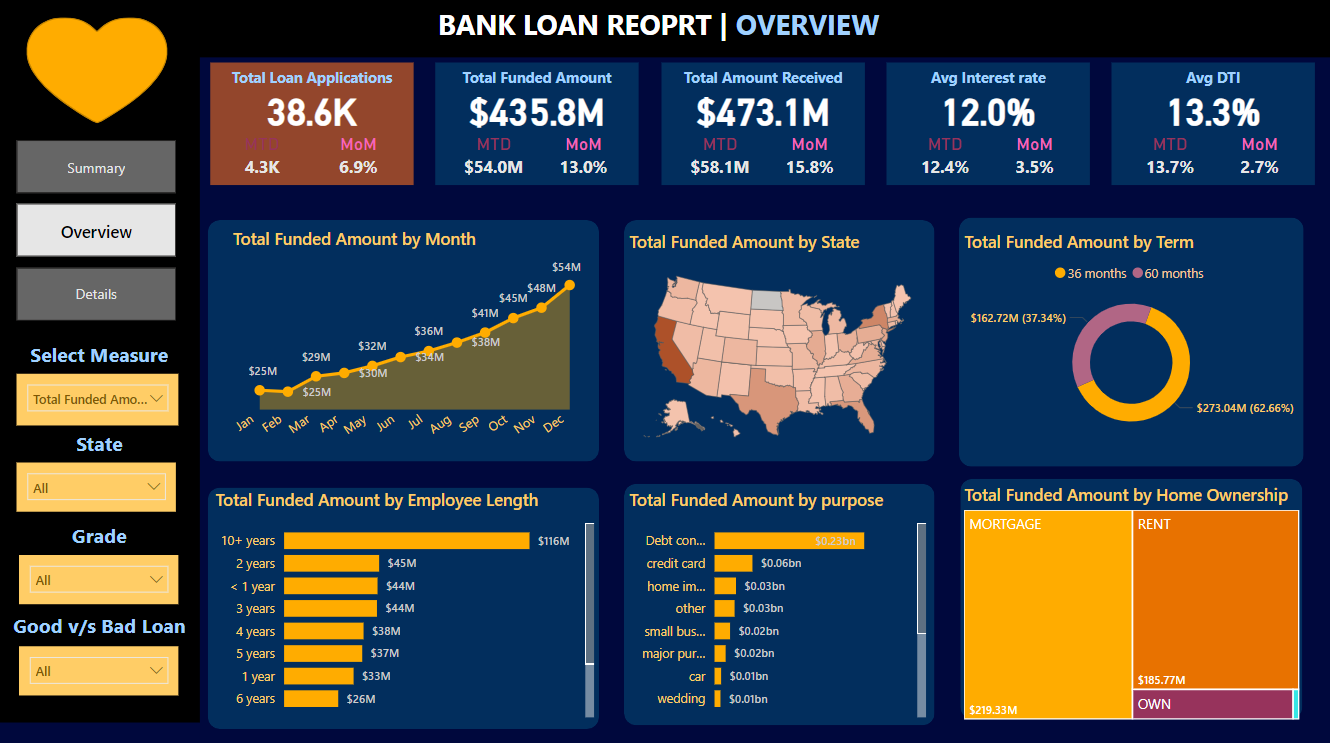 BANK LOAN REOPRT | OVERVIEW
Total Loan Applications
38.6K
MTD
MoM
4.3K
6.9%
Total Funded Amount
$435.8M
MTD
MoM
$54.0M
13.0%
Total Amount Received
$473.1M
MTD
MoM
$58.1M
15.8%
Avg Interest rate
12.0%
MTD
MoM
12.4%
3.5%
Avg DTI
13.3%
MTD
MoM
13.7%
2.7%
Summary
Overview
Details
Select Measure
Total Funded Amo...
State
All
Grade
All
Good v/s Bad Loan
All
Total Funded Amount by Month
$25M
$25M
$29M
$30M
$32M
$34M
$36M
$38M
$41M
$45M
$48M
$54M
Jan
Feb
Mar
Apr
May
Jun
Jul
Aug
Sep
Oct
Nov
Dec
Total Funded Amount by State
Total Funded Amount by Term
36 months
60 months
$162.72M (37.34%)
$273.04M (62.66%)
Total Funded Amount by Employee Length
10+ years $116M
2 years $45M
< 1 year $44M
3 years $44M
4 years $38M
5 years $37M
1 year $33M
6 years $26M
Total Funded Amount by purpose
Debt con... $0.23bn
credit card $0.06bn
home im... $0.03bn
other $0.03bn
small bus... $0.02bn
major pur... $0.02bn
car $0.01bn
wedding $0.01bn
Total Funded Amount by Home Ownership
MORTGAGE
$219.33M
RENT
$185.77M
OWN